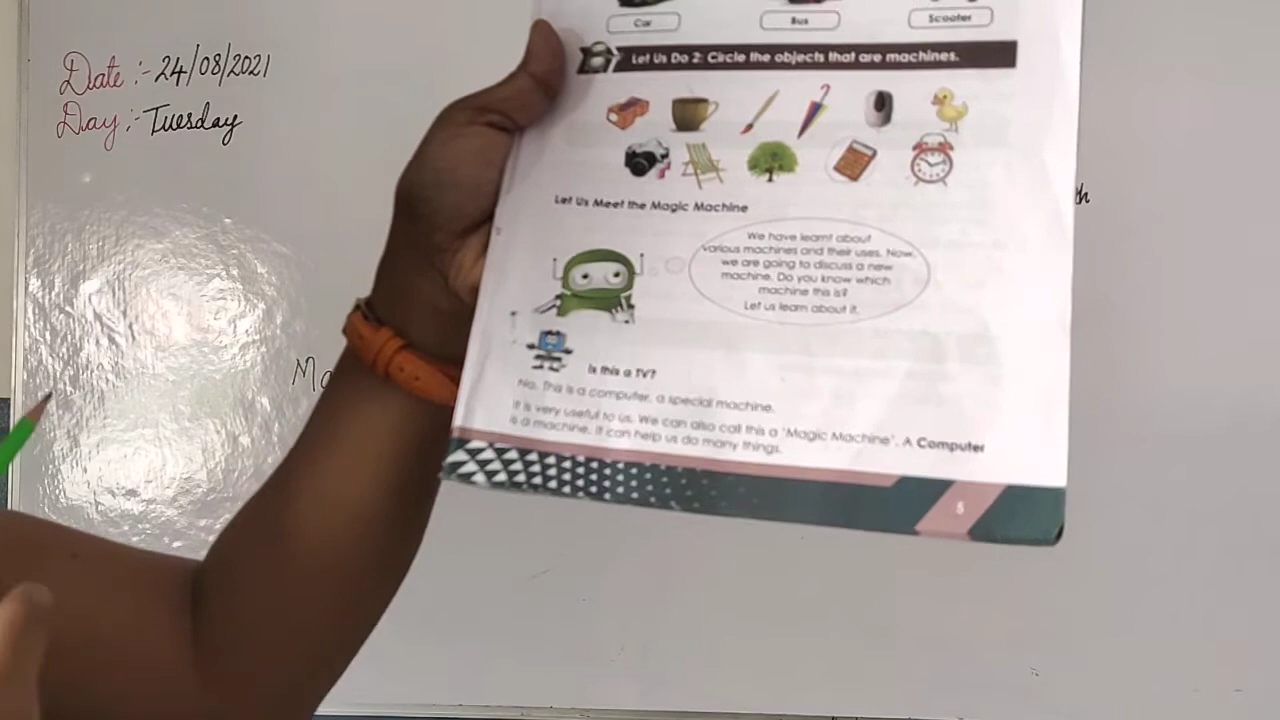 Date :- 24/08/2021
Day :- Tuesday
Car
Bus
Scooter
Let Us Do 2: Circle the objects that are machines.
Let Us Meet the Magic Machine
We have learnt about
various machines and their uses. Now,
we are going to discuss a new
machine. Do you know which
machine this is?
Let us learn about it.
Is this a TV?
No. This is a computer, a special machine.
It is very useful to us. We can also call this a 'Magic Machine'. A Computer
is a machine. It can help us do many things.
5